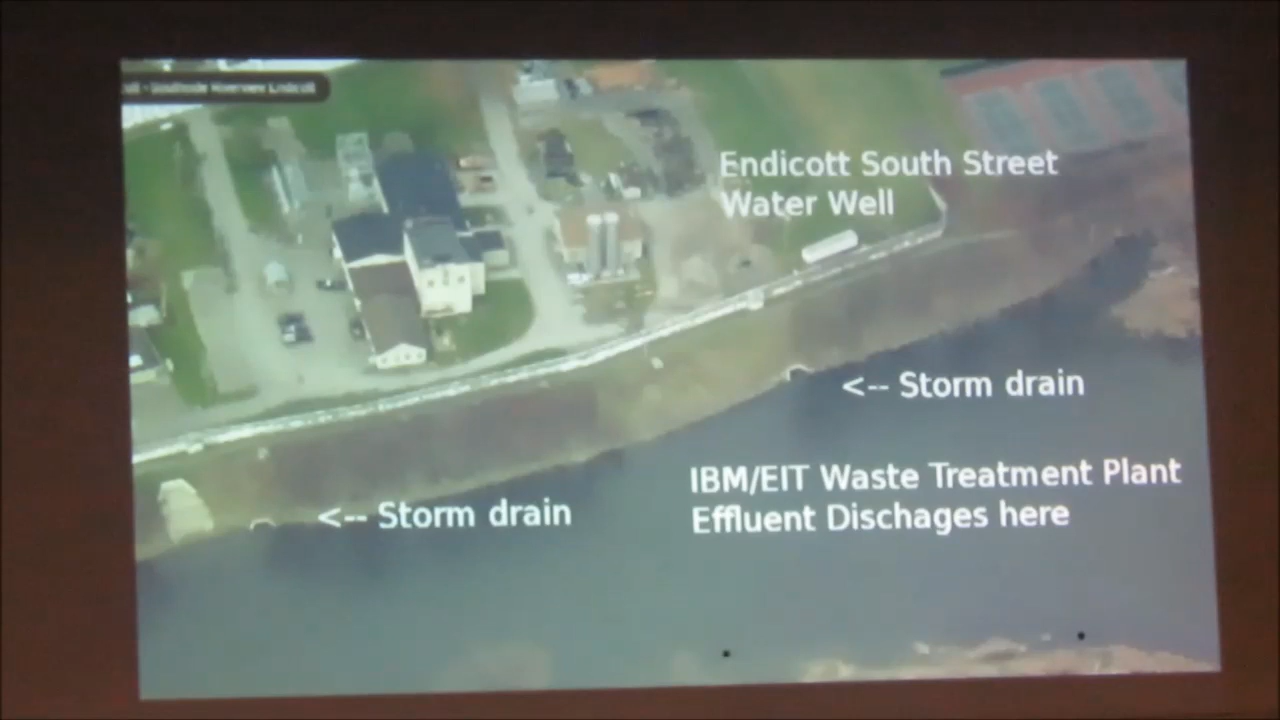 Endicott South Street
Water Well
<-- Storm drain
IBM/EIT Waste Treatment Plant
Effluent Dischages here
<-- Storm drain